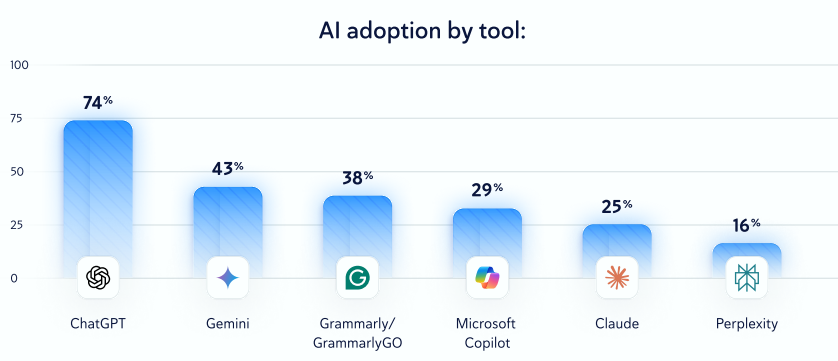 AI adoption by tool:
100
75
50
25
0
74%
43%
38%
29%
25%
16%
ChatGPT
Gemini
Grammarly/
GrammarlyGO
Microsoft
Copilot
Claude
Perplexity